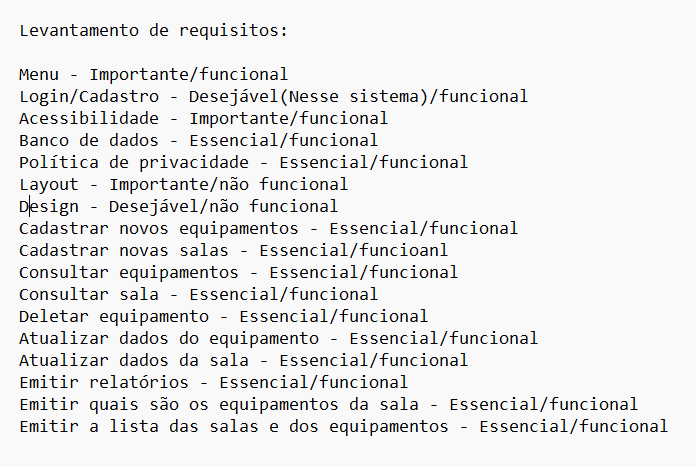 Levantamento de requisitos:
Menu - Importante/funcional
Login/Cadastro - Desejável(Nesse sistema)/funcional
Acessibilidade - Importante/funcional
Banco de dados - Essencial/funcional
Política de privacidade - Essencial/funcional
Layout - Importante/não funcional
Design - Desejável/não funcional
Cadastrar novos equipamentos - Essencial/funcional
Cadastrar novas salas - Essencial/funcioanl
Consultar equipamentos - Essencial/funcional
Consultar sala - Essencial/funcional
Deletar equipamento - Essencial/funcional
Atualizar dados do equipamento - Essencial/funcional
Atualizar dados da sala - Essencial/funcional
Emitir relatórios - Essencial/funcional
Emitir quais são os equipamentos da sala - Essencial/funcional
Emitir a lista das salas e dos equipamentos - Essencial/funcional